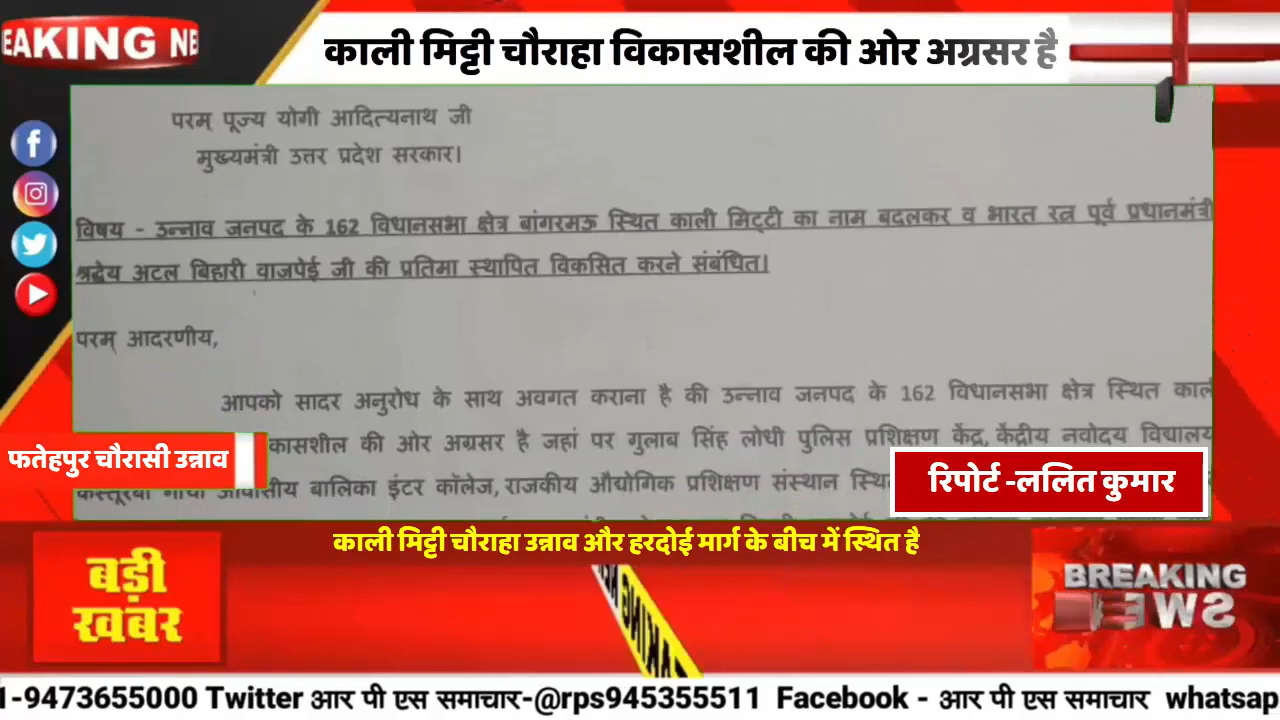 EAKING NE
काली मिट्टी चौराहा विकासशील की ओर अग्रसर है
परम् पूज्य योगी आदित्यनाथ जी
मुख्यमंत्री उत्तर प्रदेश सरकार।
विषय - उन्नाव जनपद के 162 विधानसभा क्षेत्र बांगरमऊ स्थित काली मिट्टी का नाम बदलकर व भारत रत्न पूर्व प्रधानमंत्री
श्रद्धेय अटल बिहारी वाजपेई जी की प्रतिमा स्थापित विकसित करने संबंधित।
परम् आदरणीय,
आपको सादर अनुरोध के साथ अवगत कराना है की उन्नाव जनपद के 162 विधानसभा क्षेत्र स्थित काली
कासशील की ओर अग्रसर है जहां पर गुलाब सिंह लोधी पुलिस प्रशिक्षण केंद्र, केंद्रीय नवोदय विद्यालय
फतेहपुर चौरासी उन्नाव
बालिका इंटर कॉलेज, राजकीय औद्योगिक प्रशिक्षण संस्थान
रिपोर्ट -ललित कुमार
काली मिट्टी चौराहा उन्नाव और हरदोई मार्ग के बीच में स्थित है
बड़ी
खबर
BREAKING
NEWS
1-9473655000 Twitter आर पी एस समाचार-@rps945355511 Facebook - आर पी एस समाचार whatsap